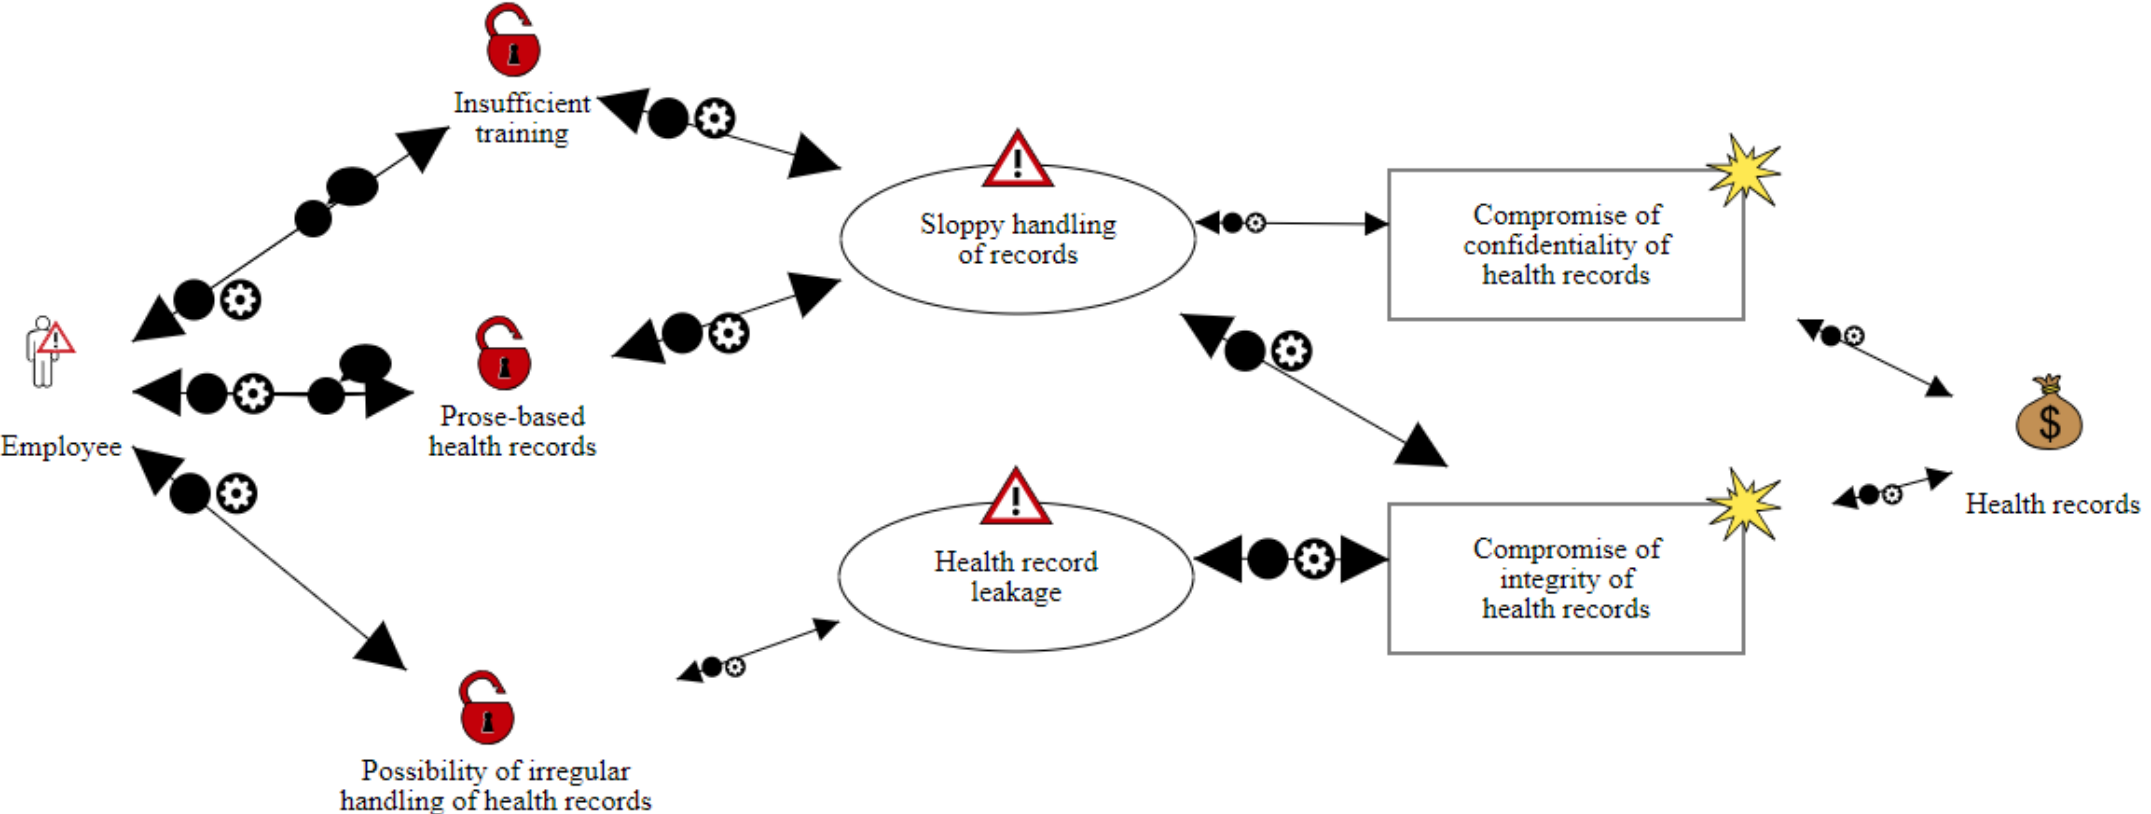 Insufficient
training
Employee
Prose-based
health records
Possibility of irregular
handling of health records
Sloppy handling
of records
Health record
leakage
Compromise of
confidentiality of
health records
Compromise of
integrity of
health records
$
Health records